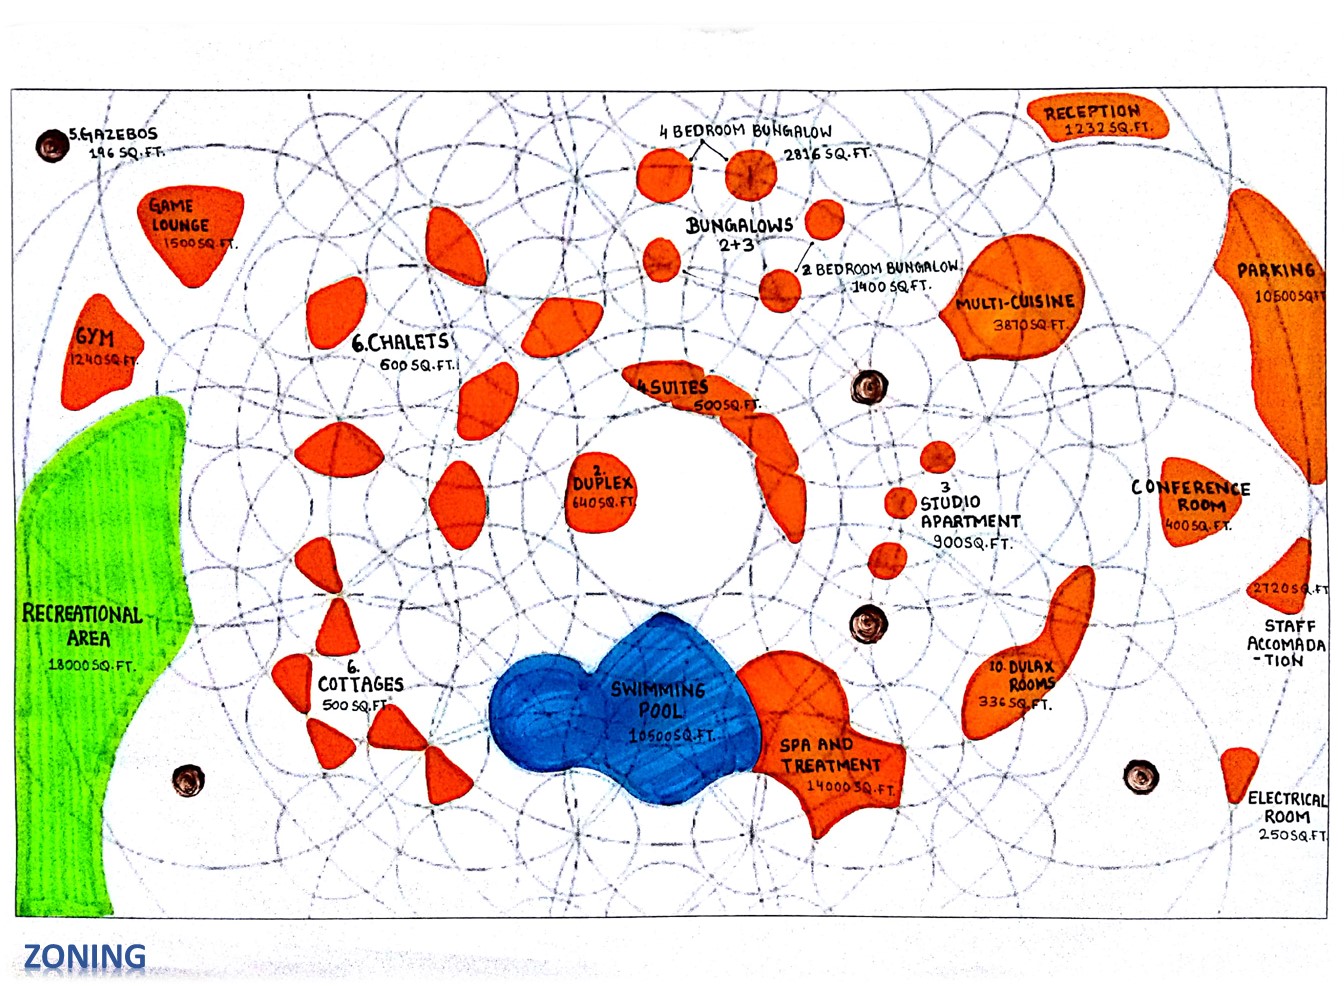 5.GAZEBOS
196 SQ.FT.
4 BEDROOM BUNGALOW
2816 SQ.FT.
RECEPTION
1232 SQ.FT.
GAME
LOUNGE
1500 SQ.FT.
BUNGALOWS
2+3
2 BEDROOM BUNGALOW
1400 SQ.FT.
MULTI-CUISINE
3870 SQ.FT.
PARKING
10500 SQ.FT
GYM
1240 SQ.FT.
6.CHALETS
600 SQ.FT.
4 SUITES
500 SQ.FT.
2.
DUPLEX
640 SQ.FT.
3
STUDIO
APARTMENT
900 SQ.FT.
CONFERENCE
ROOM
400 SQ.FT.
2720 SQ.FT.
STAFF
ACCOMADA
-TION
RECREATIONAL
AREA
18000 SQ.FT.
6.
COTTAGES
500 SQ.FT.
SWIMMING
POOL
10500 SQ.FT.
SPA AND
TREATMENT
14000 SQ.FT.
10. DULAX
ROOMS
336 SQ.FT.
ELECTRICAL
ROOM
250 SQ.FT.
ZONING